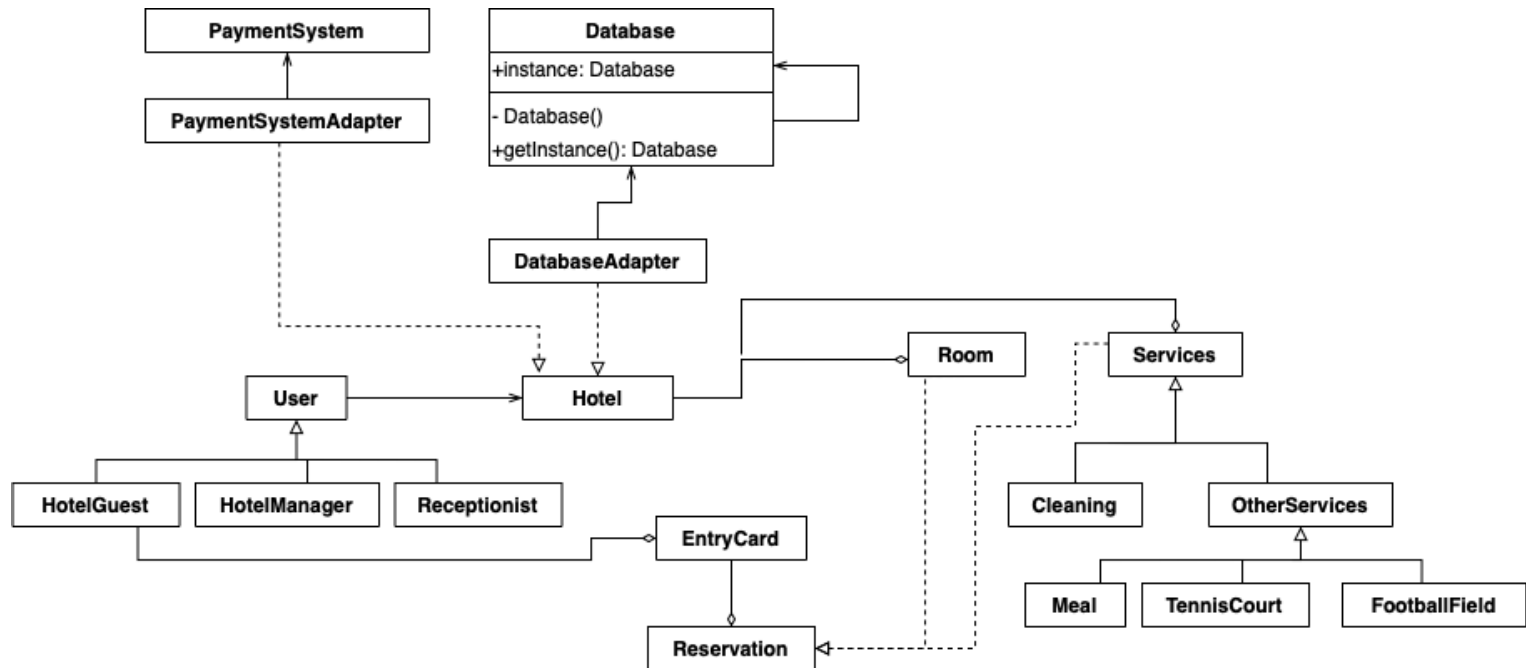 PaymentSystem
Database
+instance: Database
PaymentSystemAdapter
- Database()
+getInstance(): Database
DatabaseAdapter
Room
Services
User
Hotel
HotelGuest
HotelManager
Receptionist
Cleaning
OtherServices
EntryCard
Meal
TennisCourt
FootballField
Reservation